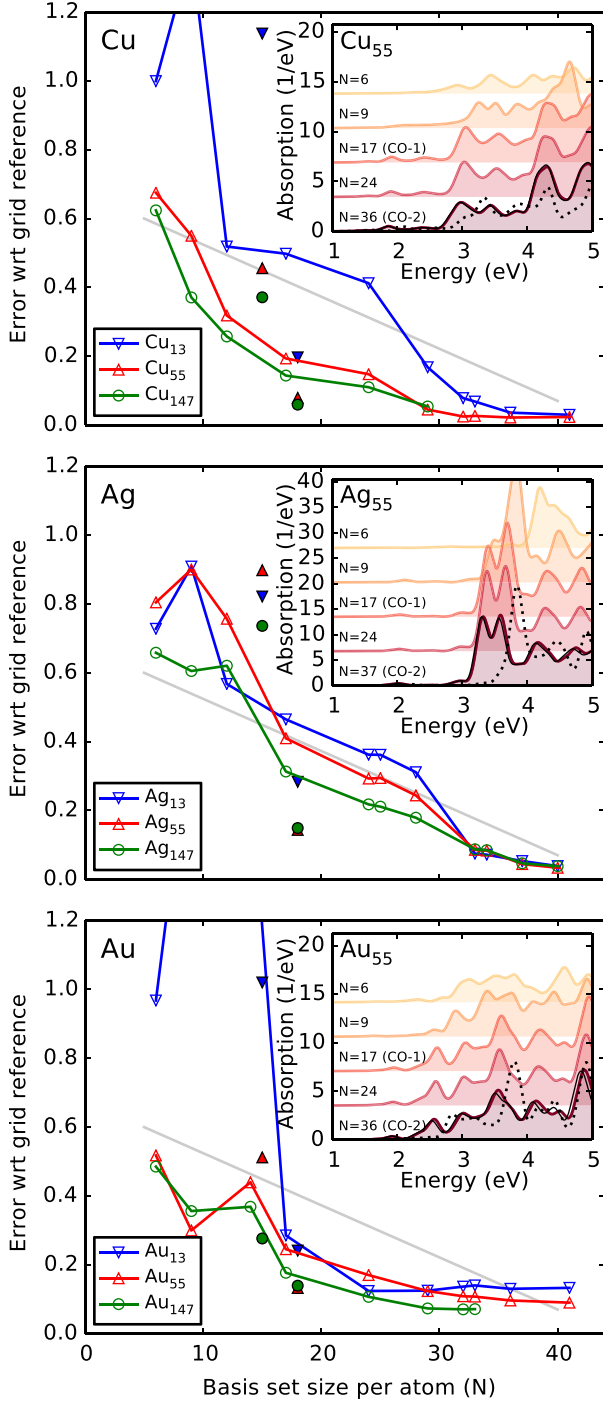 Cu
Cu55
Error wrt grid reference
1.2
1.0
0.8
0.6
0.4
0.2
0.0
Cu13
Cu55
Cu147
Absorption (1/eV)
20
15
10
5
0
N=6
N=9
N=17 (CO-1)
N=24
N=36 (CO-2)
1 2 3 4 5
Energy (eV)
Ag
Ag55
Error wrt grid reference
1.2
1.0
0.8
0.6
0.4
0.2
0.0
Ag13
Ag55
Ag147
Absorption (1/eV)
40
35
30
25
20
15
10
5
0
N=6
N=9
N=17 (CO-1)
N=24
N=37 (CO-2)
1 2 3 4 5
Energy (eV)
Au
Au55
Error wrt grid reference
1.2
1.0
0.8
0.6
0.4
0.2
0.0
Au13
Au55
Au147
Absorption (1/eV)
20
15
10
5
0
N=6
N=9
N=17 (CO-1)
N=24
N=36 (CO-2)
1 2 3 4 5
Energy (eV)
0 10 20 30 40
Basis set size per atom (N)